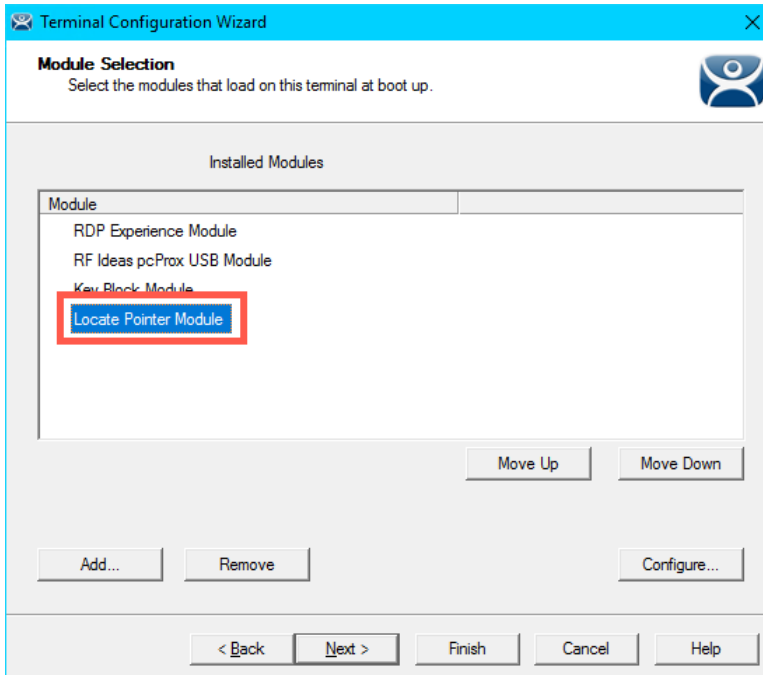 Terminal Configuration Wizard
Module Selection
Select the modules that load on this terminal at boot up.
Installed Modules
Module
RDP Experience Module
RF Ideas pcProx USB Module
Key Block Module
Locate Pointer Module
Move Up
Move Down
Add...
Remove
Configure...
< Back
Next >
Finish
Cancel
Help